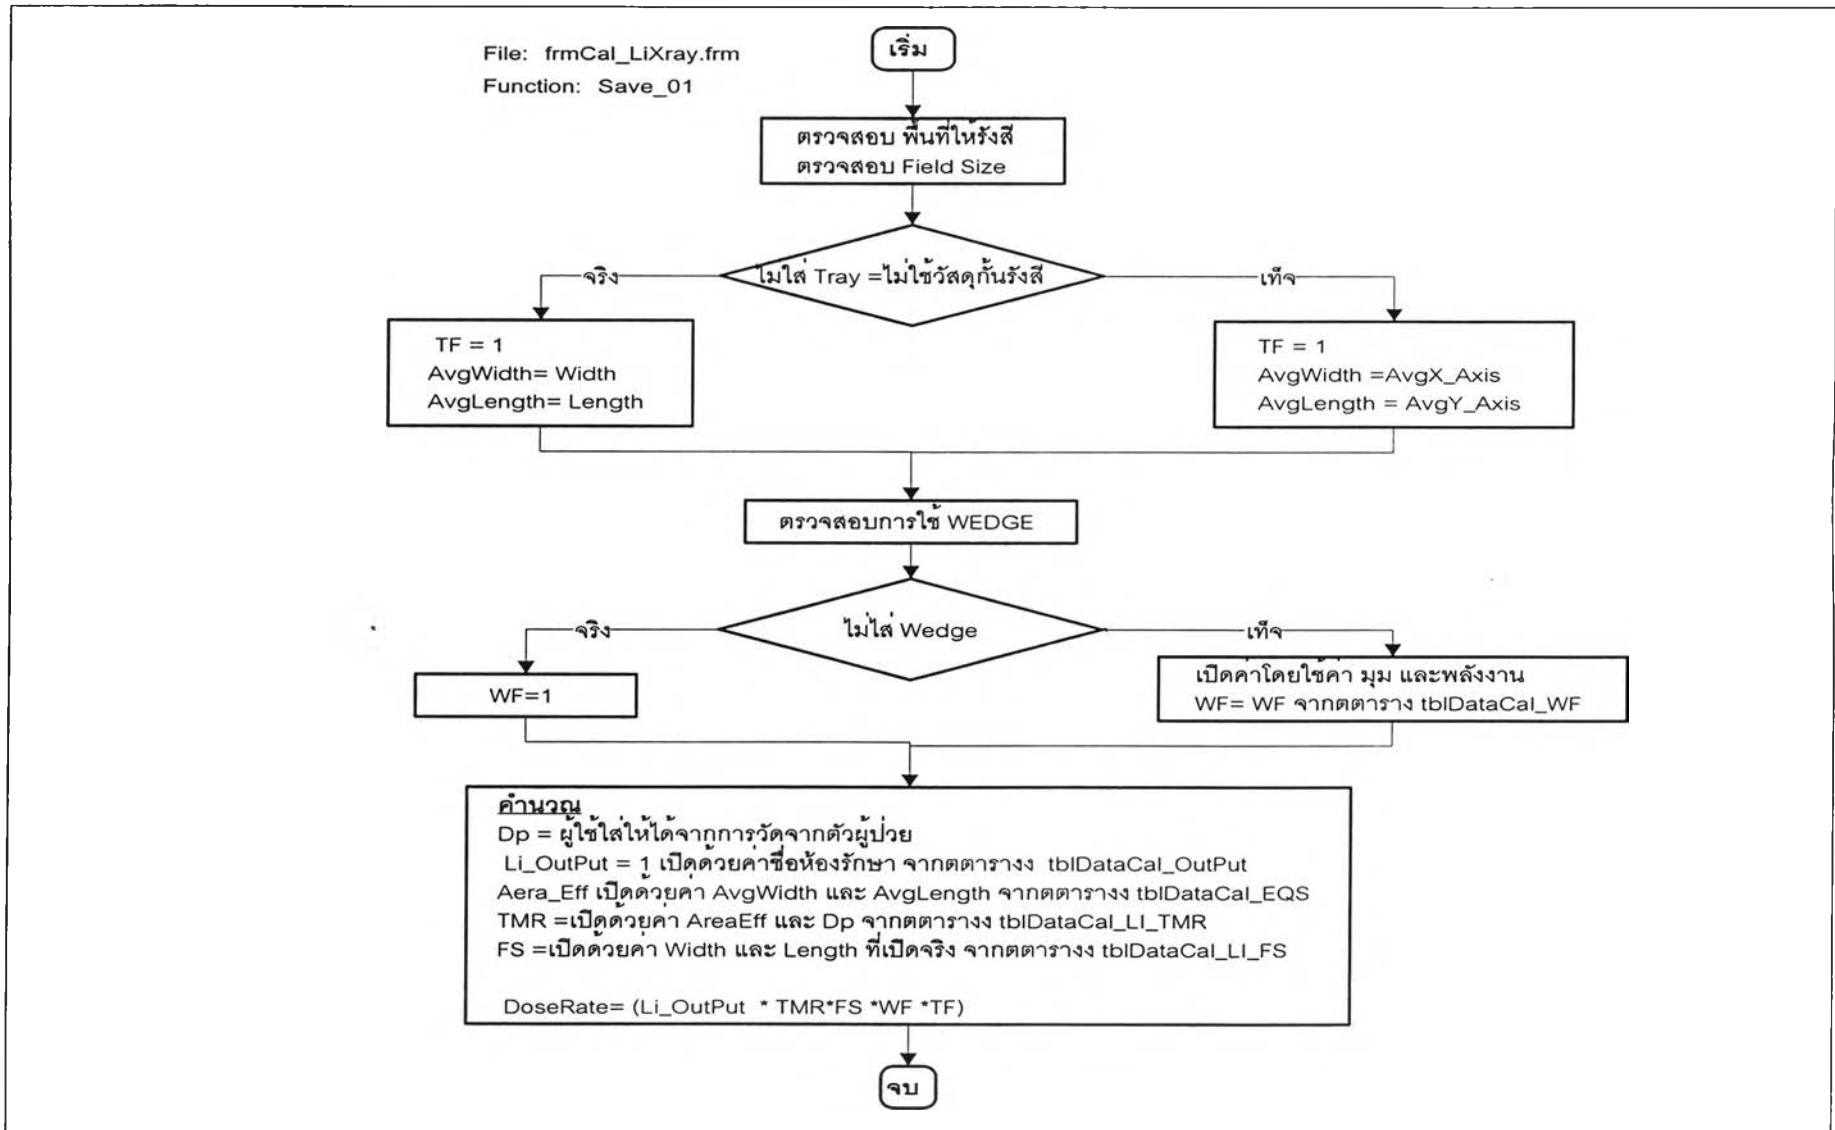 File: frmCal_LiXray.frm
Function: Save_01
เริ่ม
ตรวจสอบ พื้นที่ให้รังสี
ตรวจสอบ Field Size
ไม่ใส่ Tray =ไม่ใช้วัสดุกั้นรังสี
จริง
เท็จ
TF = 1
AvgWidth= Width
AvgLength= Length
TF = 1
AvgWidth =AvgX_Axis
AvgLength = AvgY_Axis
ตรวจสอบการใช้ WEDGE
ไม่ใส่ Wedge
จริง
เท็จ
WF=1
เปิดค่าโดยใช้ค่า มุม และพลังงาน
WF= WF จากตตาราง tblDataCal_WF
คำนวณ
Dp = ผู้ใช้ใส่ให้ได้จากการวัดจากตัวผู้ป่วย
Li_OutPut = 1 เปิดด้วยค่าชื่อห้องรักษา จากตตารางง tblDataCal_OutPut
Aera_Eff เปิดด้วยค่า AvgWidth และ AvgLength จากตตารางง tblDataCal_EQS
TMR =เปิดด้วยค่า AreaEff และ Dp จากตตารางง tblDataCal_LI_TMR
FS =เปิดด้วยค่า Width และ Length ที่เปิดจริง จากตตารางง tblDataCal_LI_FS
DoseRate= (Li_OutPut * TMR*FS *WF *TF)
จบ